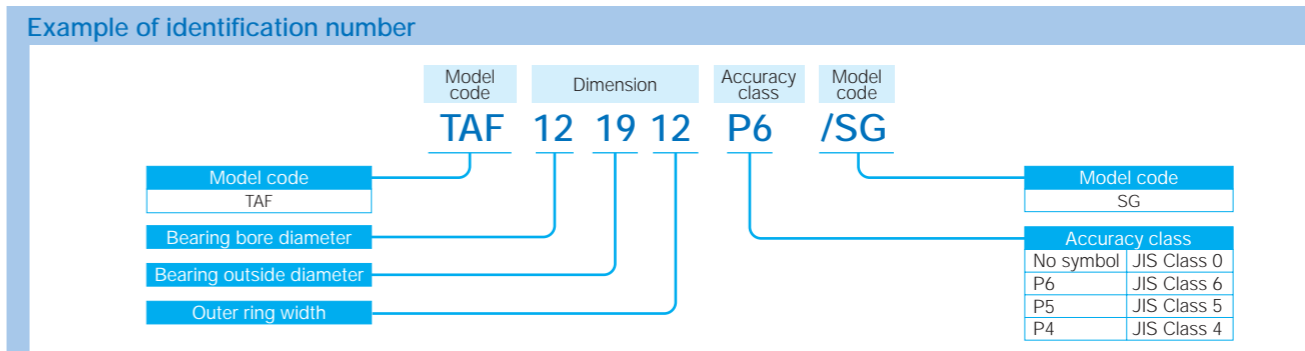 Example of identification number
Model
code
Dimension
Accuracy
class
Model
code
TAF 12 19 12 P6 /SG
Model code
TAF
Bearing bore diameter
Bearing outside diameter
Outer ring width
Model code
SG
Accuracy class
No symbol JIS Class 0
P6 JIS Class 6
P5 JIS Class 5
P4 JIS Class 4